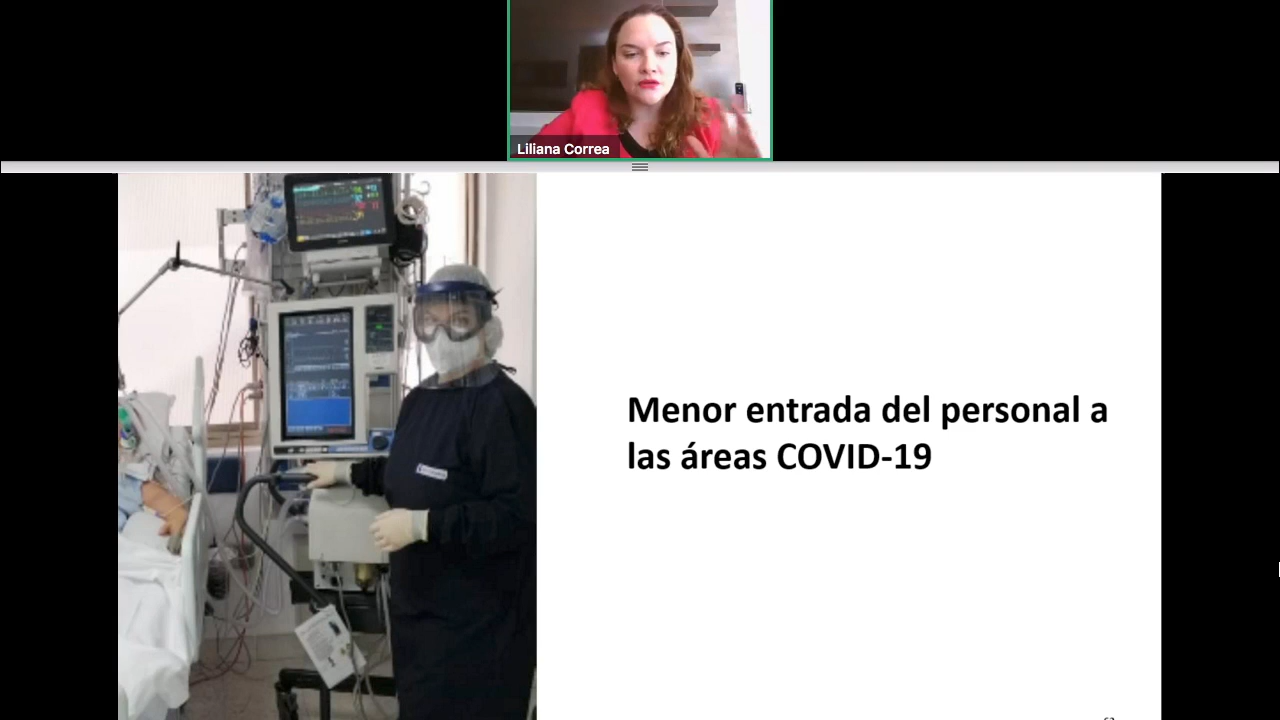 Liliana Correa
Menor entrada del personal a
las áreas COVID-19